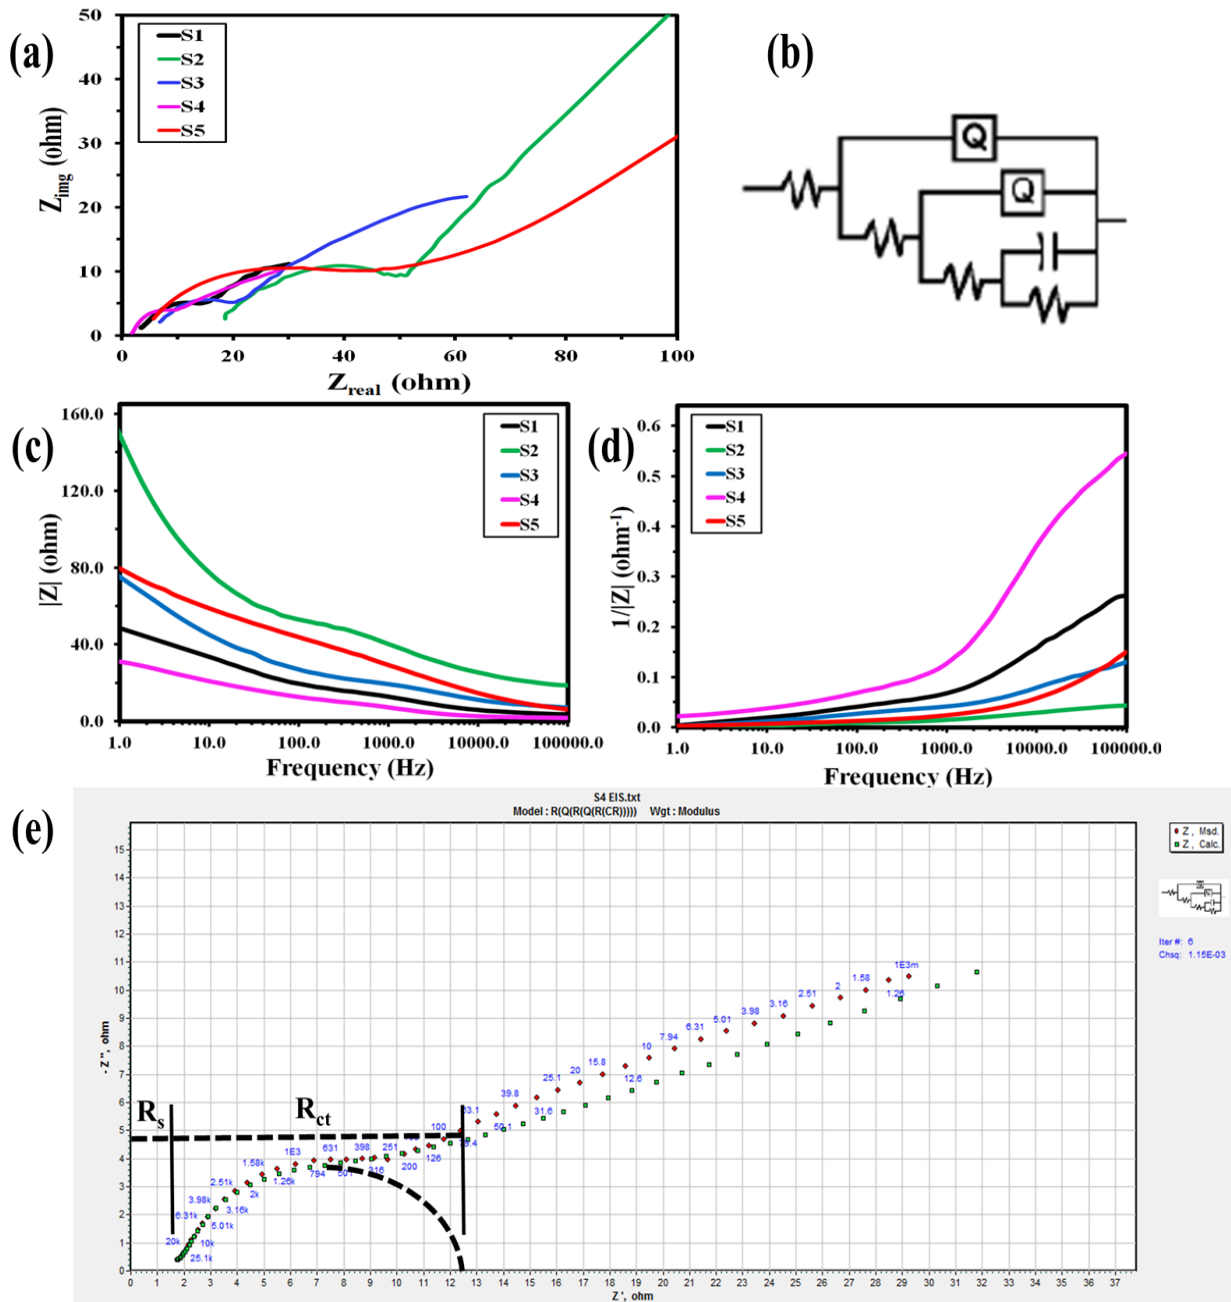 (a)
50
40
30
20
10
0
Z_img (ohm)
S1
S2
S3
S4
S5
0 20 40 60 80 100
Z_real (ohm)
(b)
Q
Q
(c)
160.0
120.0
80.0
40.0
0.0
|Z| (ohm)
S1
S2
S3
S4
S5
1.0 10.0 100.0 1000.0 10000.0 100000.0
Frequency (Hz)
(d)
0.6
0.5
0.4
0.3
0.2
0.1
0.0
1/|Z| (ohm⁻¹)
S1
S2
S3
S4
S5
1.0 10.0 100.0 1000.0 10000.0 100000.0
Frequency (Hz)
(e)
S4 EIS.txt
Model : R(Q(R(Q(R(CR))))) Wgt : Modulus
Z , Msd.
Z , Calc.
Iter #: 6
Chsq: 1.15E-03
15
14
13
12
11
10
9
8
7
6
5
4
3
2
1
0
- Z'', ohm
R_s
R_ct
1E3m
1.58
1.26
2
2.51
3.16
3.98
5.01
6.31
7.94
10
12.6
15.8
20
25.1
31.6
39.8
50.1
63.1
79.4
100
126
200
251
316
398
501
631
794
1E3
1.26k
1.58k
2k
2.51k
3.16k
3.98k
5.01k
6.31k
10k
20k
25.1k
0 1 2 3 4 5 6 7 8 9 10 11 12 13 14 15 16 17 18 19 20 21 22 23 24 25 26 27 28 29 30 31 32 33 34 35 36 37
Z ', ohm